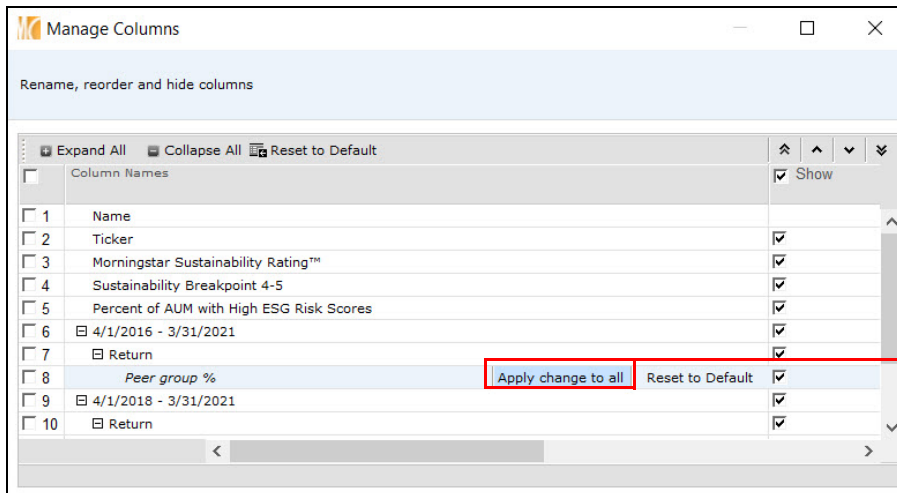 Manage Columns
Rename, reorder and hide columns
Expand All Collapse All Reset to Default
Column Names Show
1 Name
2 Ticker
3 Morningstar Sustainability Rating™
4 Sustainability Breakpoint 4-5
5 Percent of AUM with High ESG Risk Scores
6 4/1/2016 - 3/31/2021
7 Return
8 Peer group % Apply change to all Reset to Default
9 4/1/2018 - 3/31/2021
10 Return